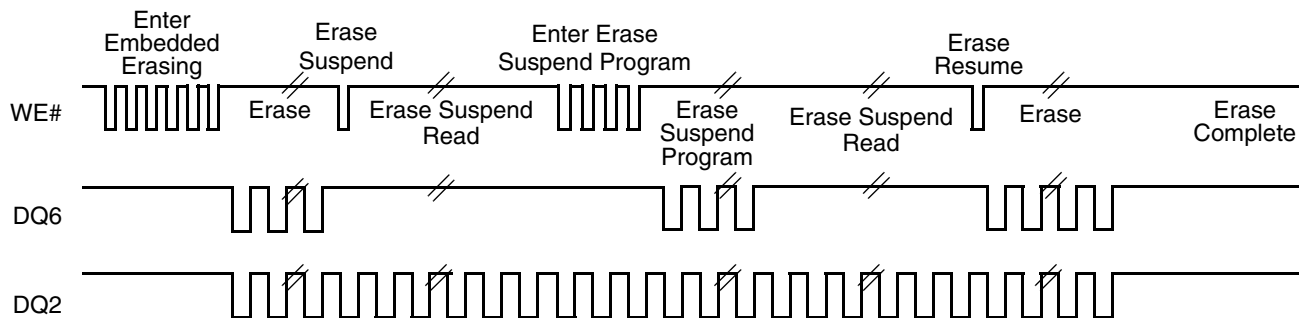 Enter
Embedded
Erasing
Erase
Suspend
Enter Erase
Suspend Program
Erase
Resume
WE#
Erase
Erase Suspend
Read
Erase
Suspend
Program
Erase Suspend
Read
Erase
Erase
Complete
DQ6
DQ2